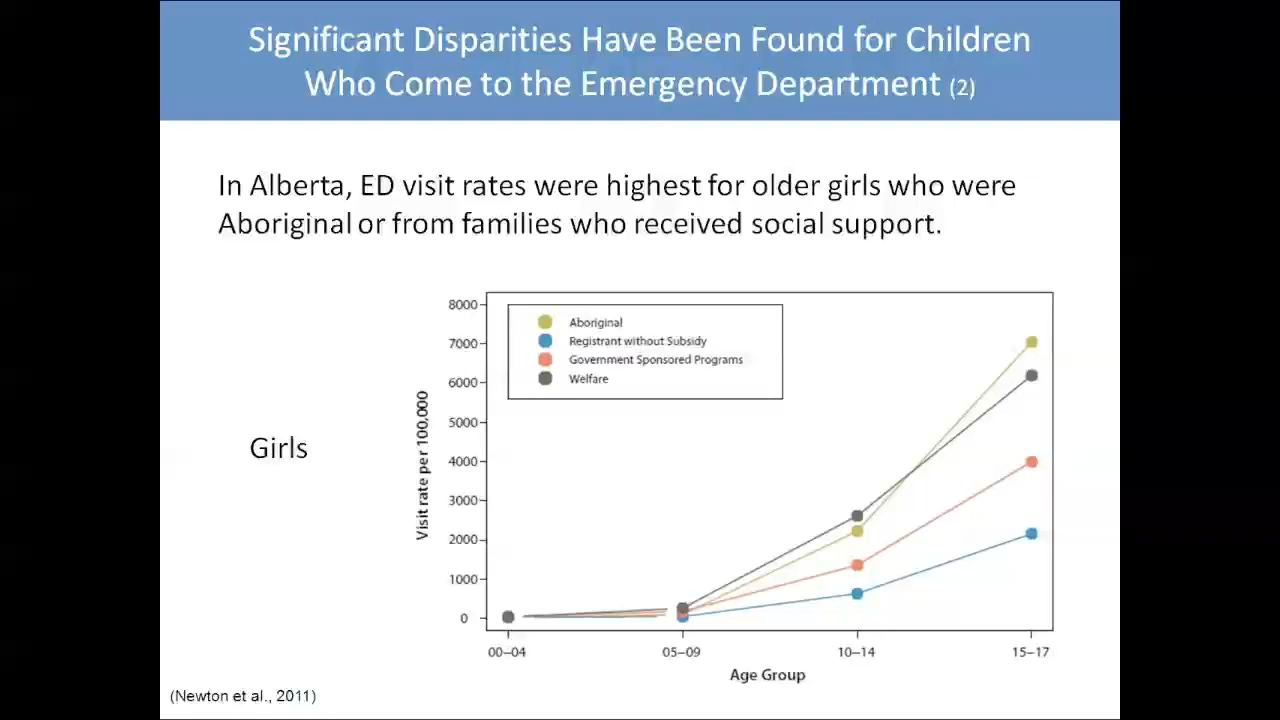 Significant Disparities Have Been Found for Children
Who Come to the Emergency Department (2)
In Alberta, ED visit rates were highest for older girls who were
Aboriginal or from families who received social support.
Girls
Visit rate per 100,000
8000
7000
6000
5000
4000
3000
2000
1000
0
Aboriginal
Registrant without Subsidy
Government Sponsored Programs
Welfare
00–04 05–09 10–14 15–17
Age Group
(Newton et al., 2011)